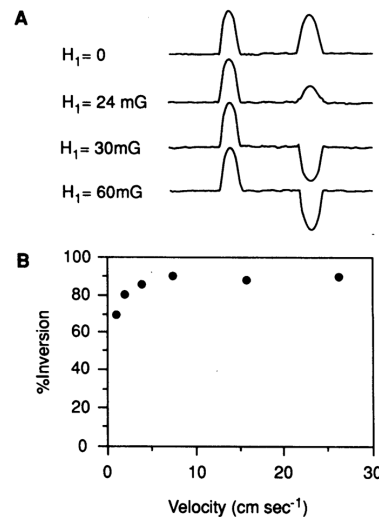 A
H₁= 0
H₁= 24 mG
H₁= 30mG
H₁= 60mG
B
100
80
60
40
20
0
%Inversion
0 10 20 30
Velocity (cm sec⁻¹)